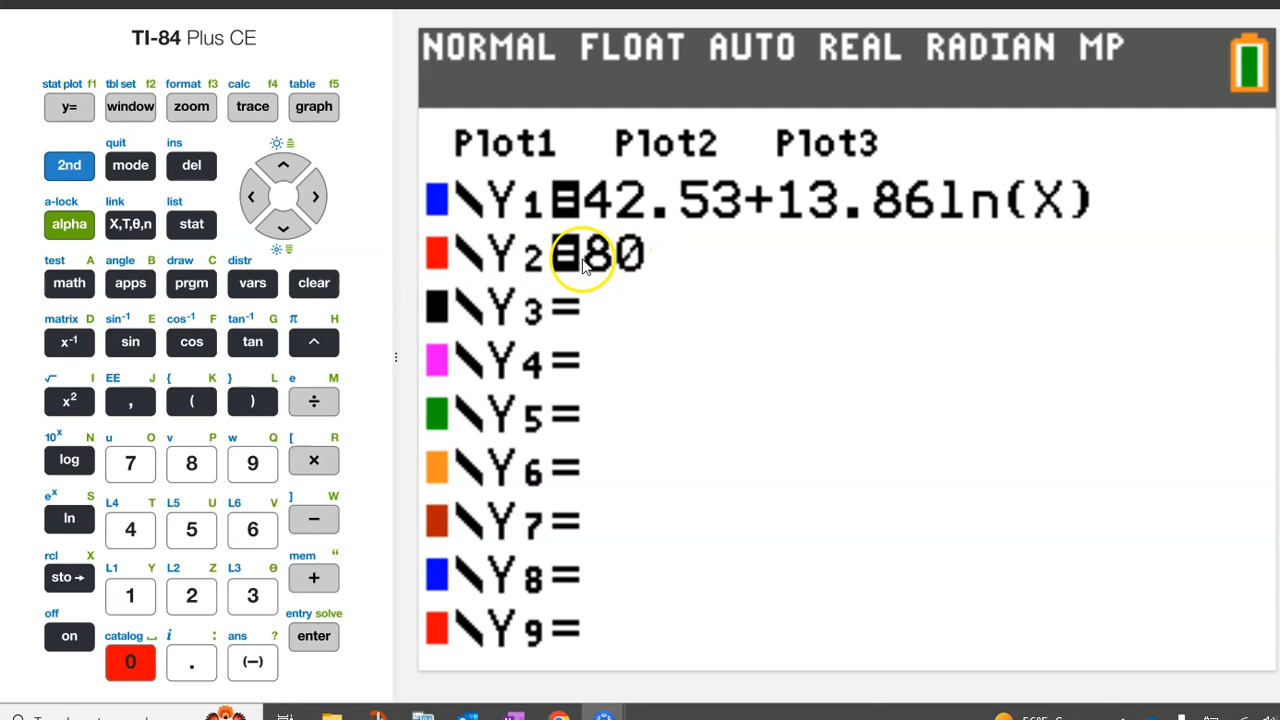 TI-84 Plus CE
stat plot f1 tbl set f2 format f3 calc f4 table f5
y= window zoom trace graph
quit ins
2nd mode del
a-lock link list
alpha X,T,θ,n stat
test A angle B draw C distr
math apps prgm vars clear
matrix D sin⁻¹ E cos⁻¹ F tan⁻¹ G π H
x⁻¹ sin cos tan ^
√ I EE J { K } L e M
x² , ( ) ÷
10ˣ N u O v P w Q [ R
log 7 8 9 ×
eˣ S L4 T L5 U L6 V ] W
ln 4 5 6 −
rcl X L1 Y L2 Z L3 θ mem “
sto→ 1 2 3 +
off catalog i : ans ? entry solve
on 0 . (−) enter
NORMAL FLOAT AUTO REAL RADIAN MP
Plot1 Plot2 Plot3
\Y1=42.53+13.86ln(X)
\Y2=80
\Y3=
\Y4=
\Y5=
\Y6=
\Y7=
\Y8=
\Y9=